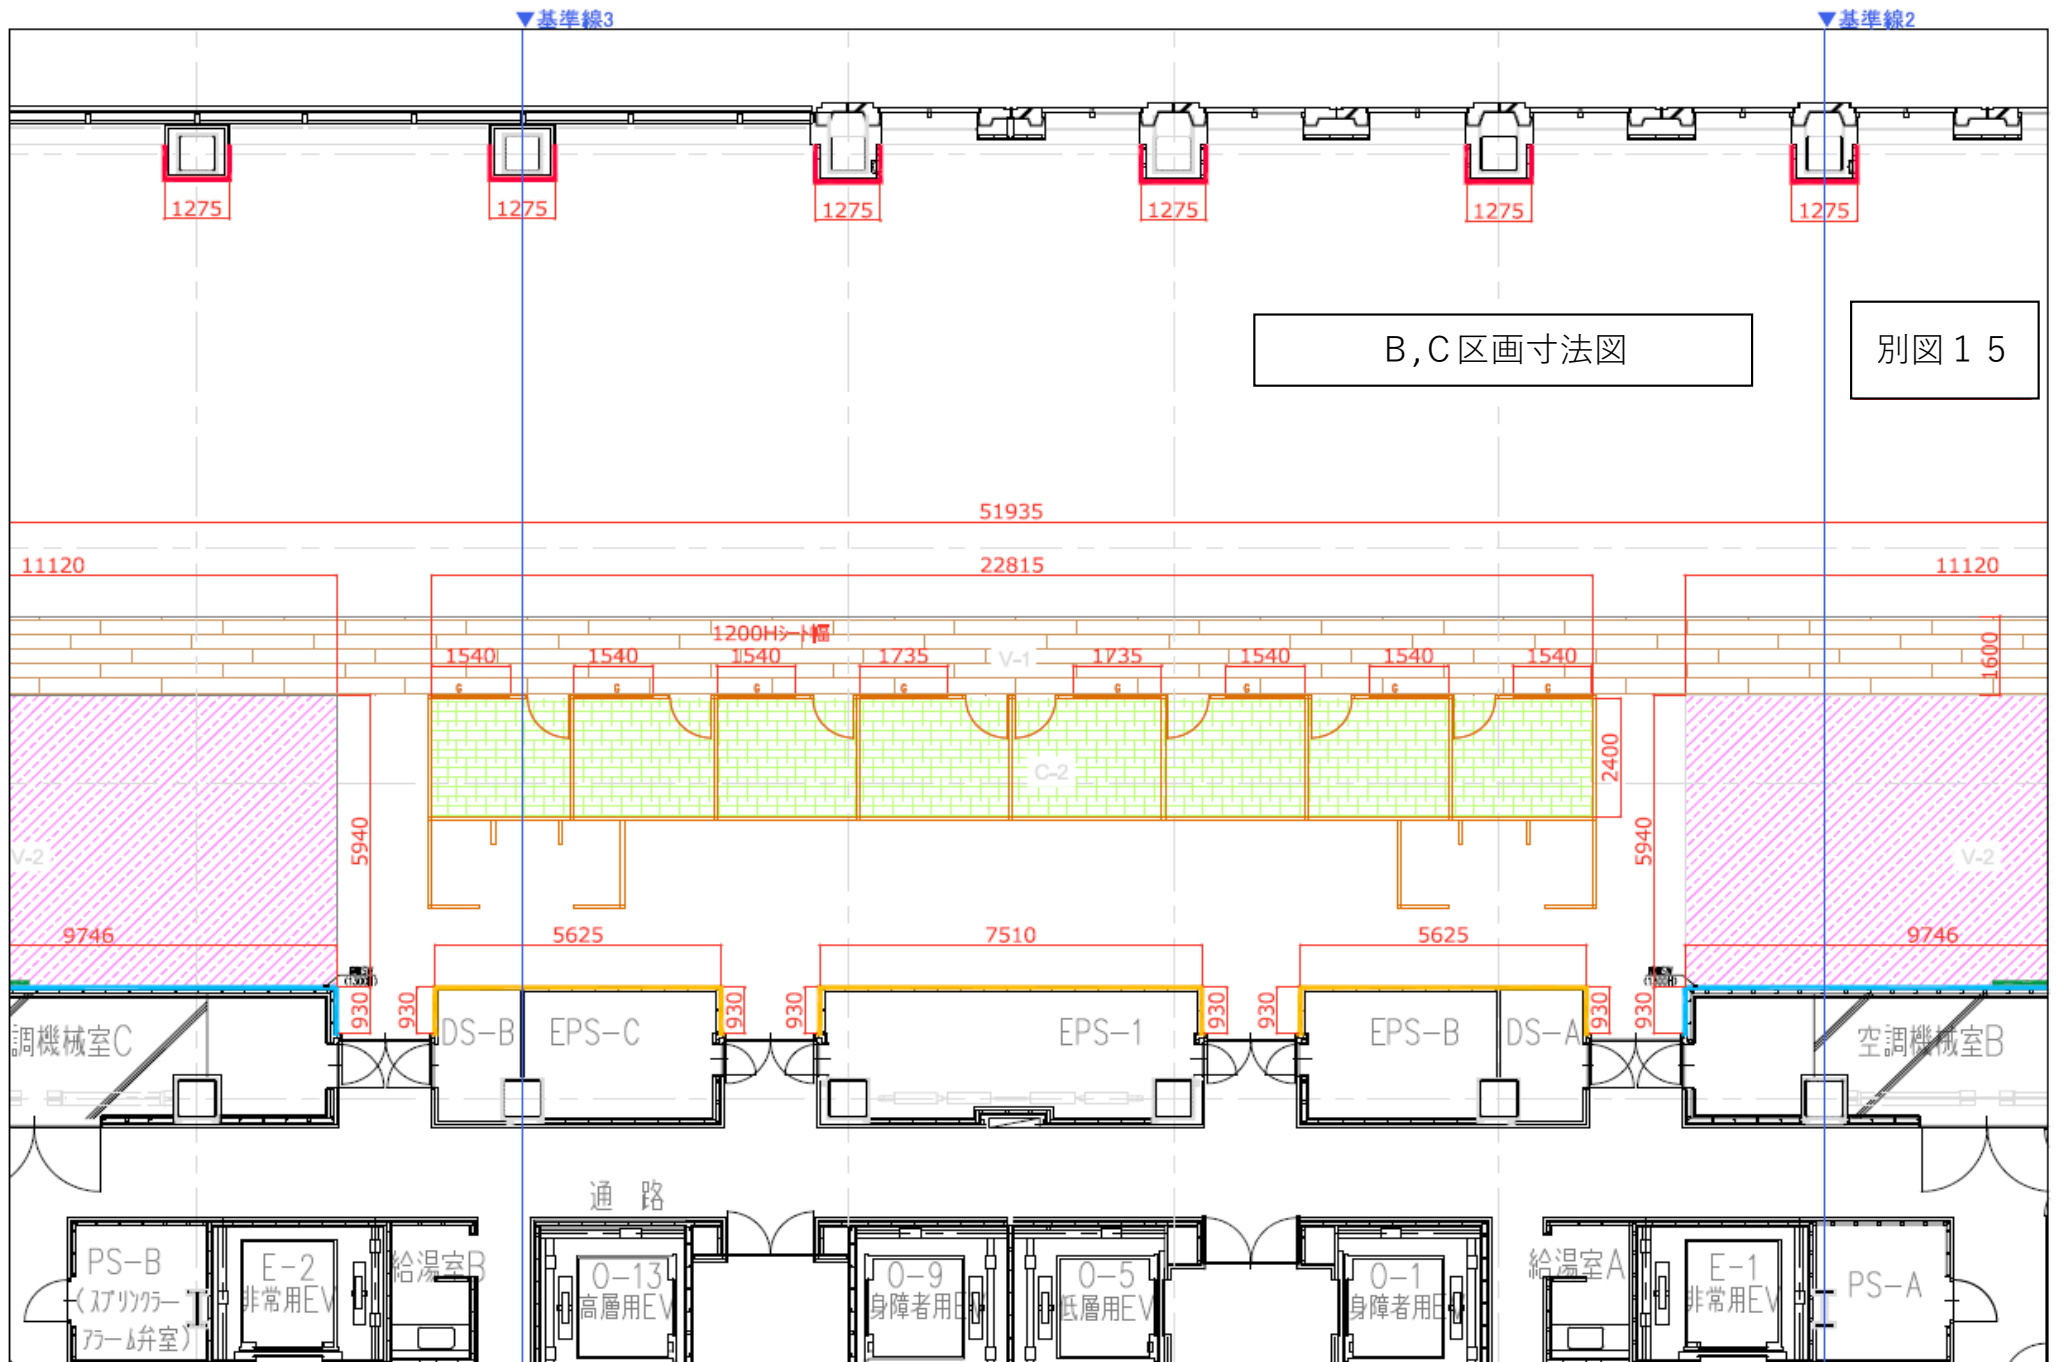 ▼基準線3
▼基準線2
1275
1275
1275
1275
1275
1275
B,C区画寸法図
別図15
51935
11120
22815
11120
1200Hシート幅
1540
1540
1540
1735
V-1
1735
1540
1540
1540
1600
G
G
G
G
G
G
G
G
C-2
2400
5940
5940
V-2
V-2
9746
5625
7510
5625
9746
930
930
930
930
930
930
930
930
調機械室C
DS-B
EPS-C
EPS-1
EPS-B
DS-A
空調機械室B
通 路
PS-B
(スプリンクラー
アラーム弁室)
E-2
非常用EV
給湯室B
O-13
高層用EV
O-9
身障者用EV
O-5
低層用EV
O-1
身障者用EV
給湯室A
E-1
非常用EV
PS-A